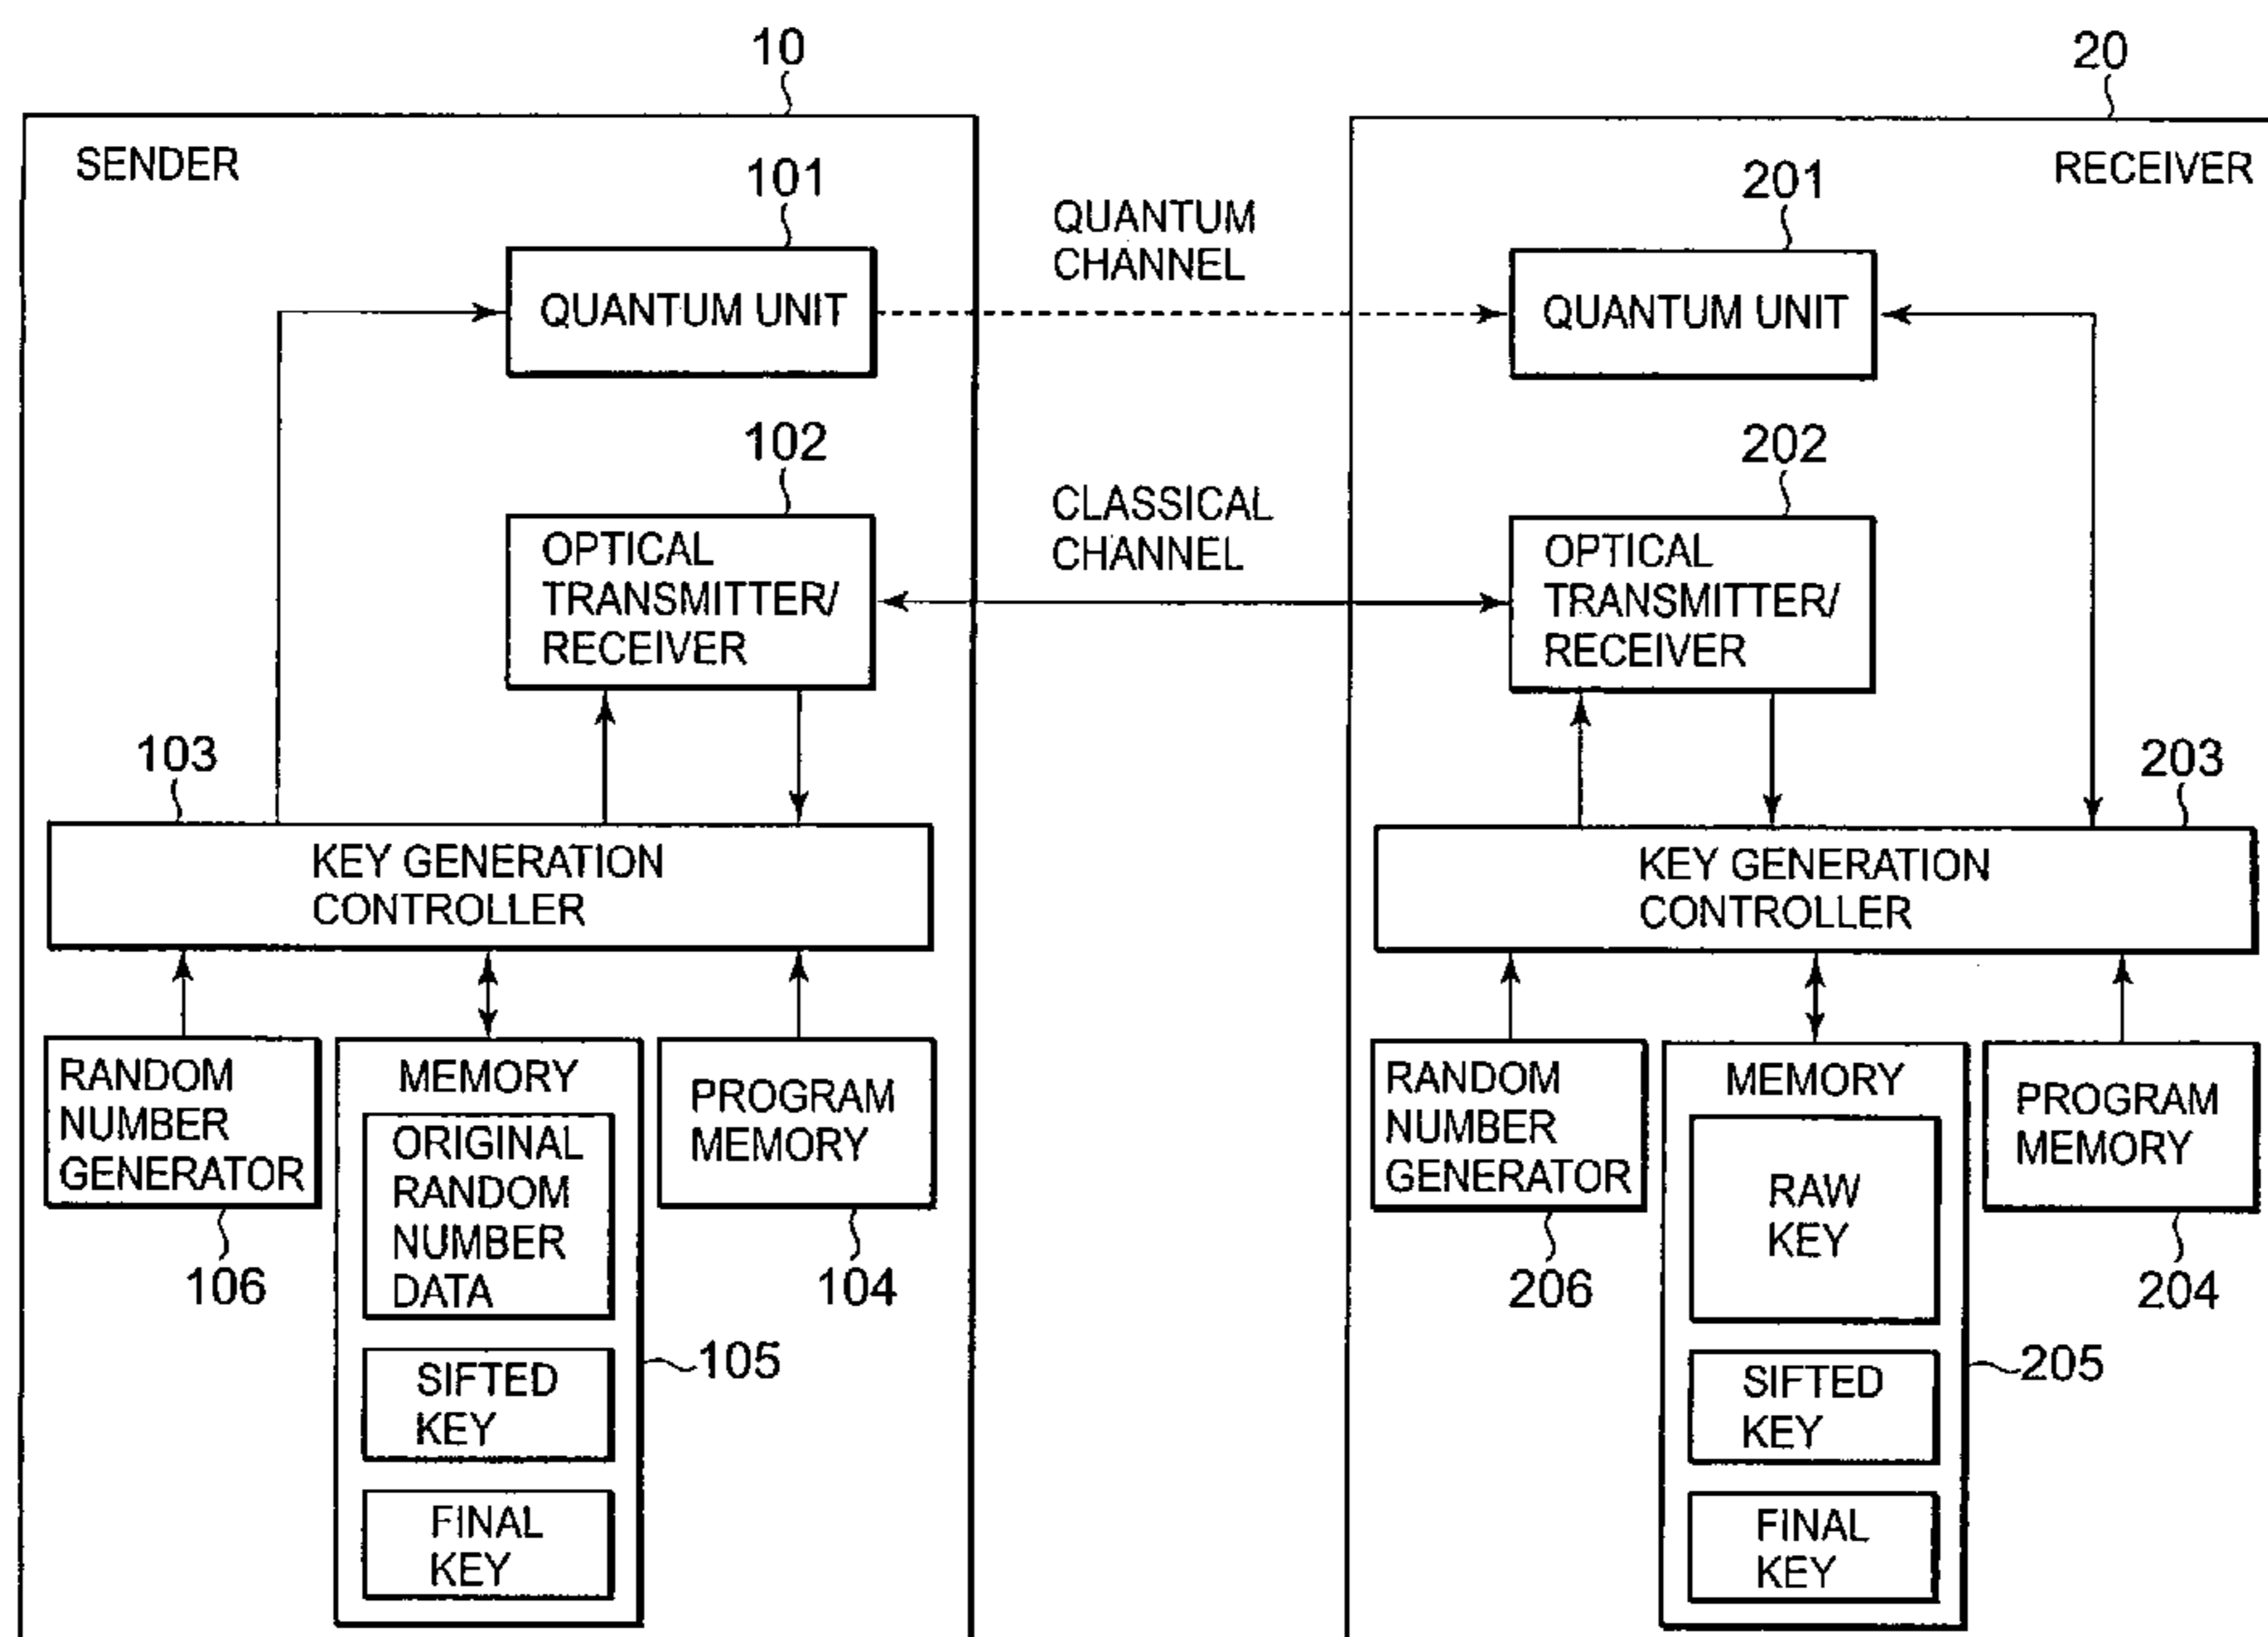 10
20
SENDER
RECEIVER
101
201
QUANTUM
CHANNEL
QUANTUM UNIT
QUANTUM UNIT
102
202
CLASSICAL
CHANNEL
OPTICAL
TRANSMITTER/
RECEIVER
OPTICAL
TRANSMITTER/
RECEIVER
103
203
KEY GENERATION
CONTROLLER
KEY GENERATION
CONTROLLER
RANDOM
NUMBER
GENERATOR
106
MEMORY
ORIGINAL
RANDOM
NUMBER
DATA
SIFTED
KEY
FINAL
KEY
105
PROGRAM
MEMORY
104
RANDOM
NUMBER
GENERATOR
206
MEMORY
RAW
KEY
SIFTED
KEY
FINAL
KEY
205
PROGRAM
MEMORY
204